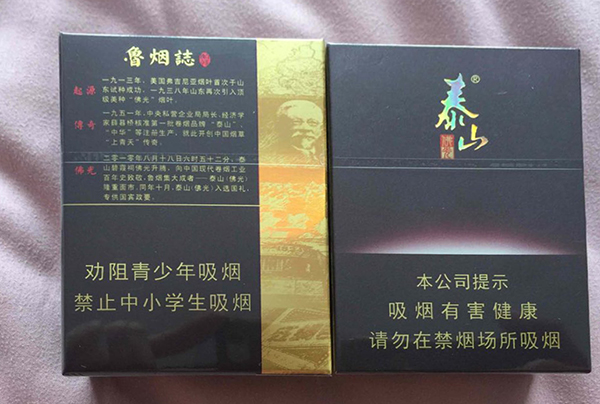 魯烟誌
起源
一九一三年，美国弗吉尼亚烟叶首次于山
东试种成功，一九三八年山东再次引入顶
级美种“佛光”烟叶。
傳奇
一九五一年，中央私营企业局局长、经济学
家薛暮桥核准第一批卷烟品牌“泰山”、
“中华”等注册生产，就此开创中国烟草
“上青天”传奇。
佛光
二零一零年八月十八日六时五十二分，泰
山碧霞祠佛光开腾，向中国现代卷烟工业
百年史致敬，鲁烟集大成者——泰山(佛光)
隆重面市，同年十月，泰山(佛光)入选国礼，
专供国宾政要。
劝阻青少年吸烟
禁止中小学生吸烟
泰山®
本公司提示
吸烟有害健康
请勿在禁烟场所吸烟